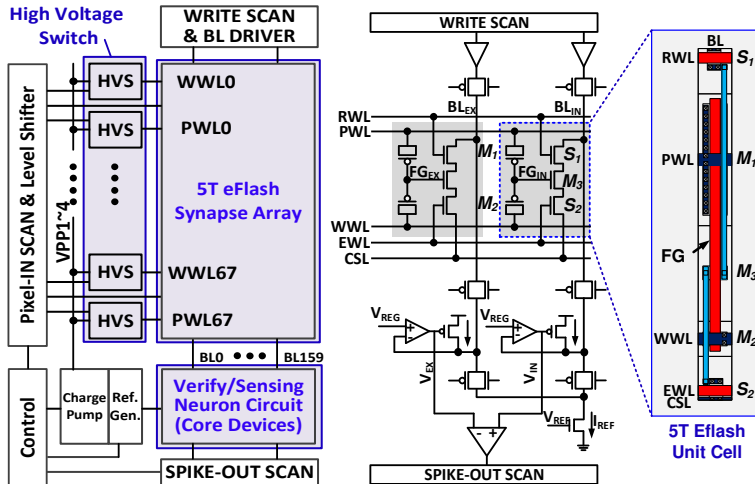 High Voltage
Switch
WRITE SCAN
& BL DRIVER
Pixel-IN SCAN & Level Shifter
VPP1~4
HVS
WWL0
HVS
PWL0
5T eFlash
Synapse Array
HVS
WWL67
HVS
PWL67
BL0
BL159
Control
Charge
Pump
Ref.
Gen.
Verify/Sensing
Neuron Circuit
(Core Devices)
SPIKE-OUT SCAN
WRITE SCAN
BLEX
BLIN
RWL
PWL
M1
S1
FGEX
FGIN
M3
M2
S2
WWL
EWL
CSL
VREG
VREG
VEX
VIN
VREF
IREF
- +
SPIKE-OUT SCAN
BL
RWL
S1
PWL
M1
FG
M3
WWL
M2
EWL
S2
CSL
5T Eflash
Unit Cell